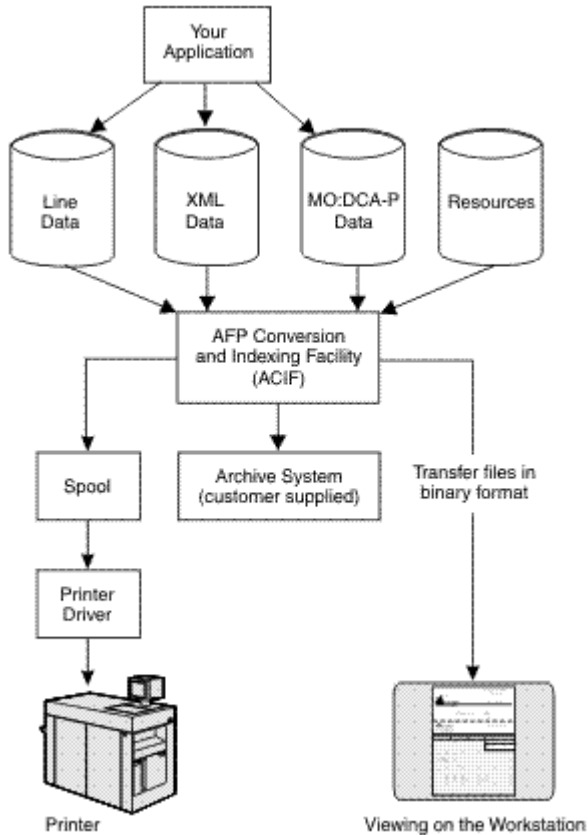 Your
Application
Line
Data
XML
Data
MO:DCA-P
Data
Resources
AFP Conversion
and Indexing Facility
(ACIF)
Spool
Archive System
(customer supplied)
Transfer files in
binary format
Printer
Driver
Printer
Viewing on the Workstation